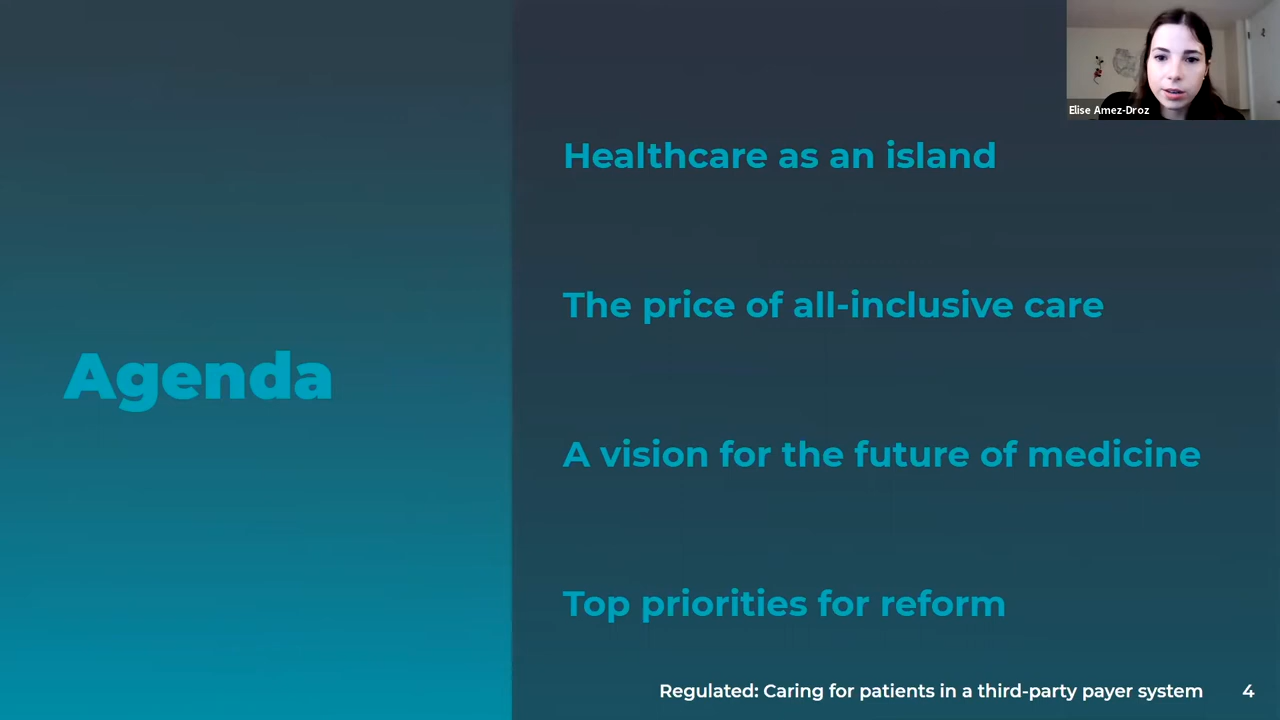 Elise Amez-Droz
Healthcare as an island
The price of all-inclusive care
Agenda
A vision for the future of medicine
Top priorities for reform
Regulated: Caring for patients in a third-party payer system 4